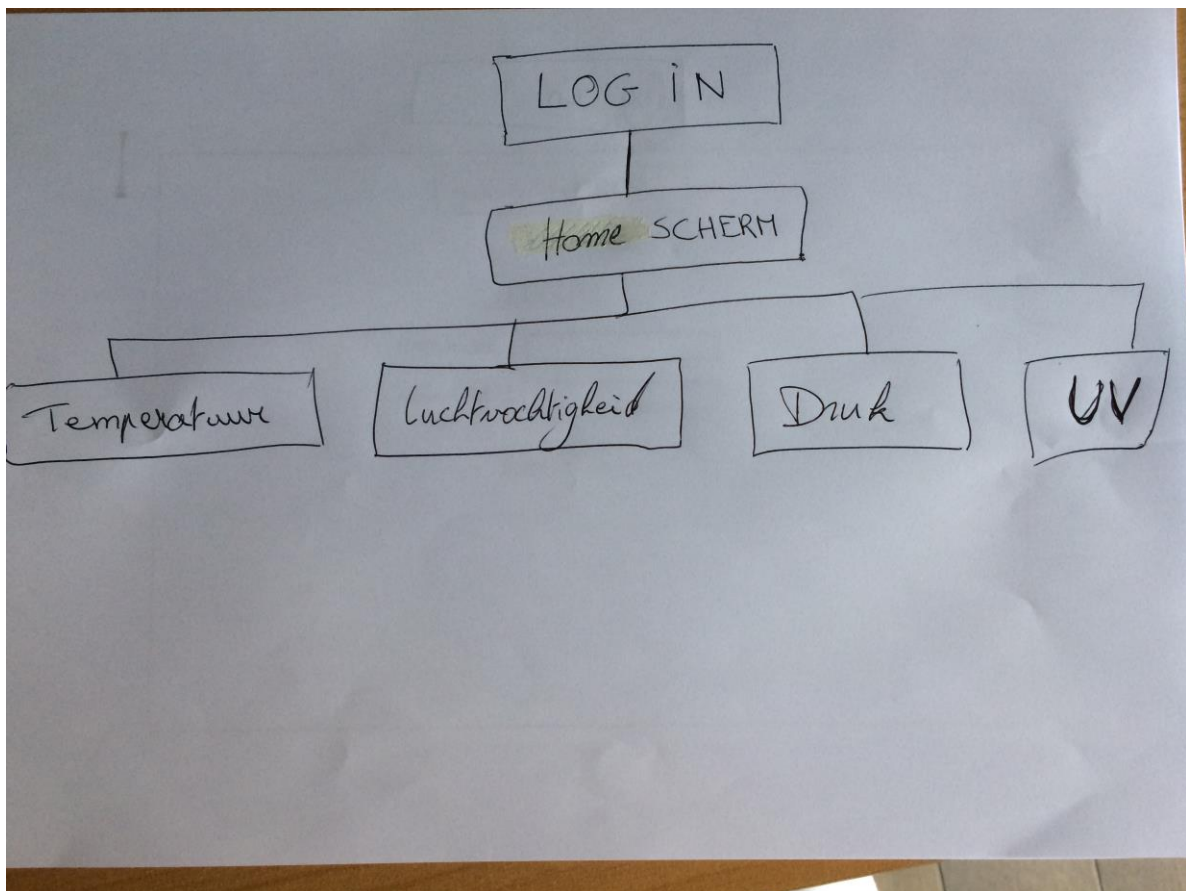 LOG IN
Home SCHERM
Temperatuur
Luchtvochtigheid
Druk
UV